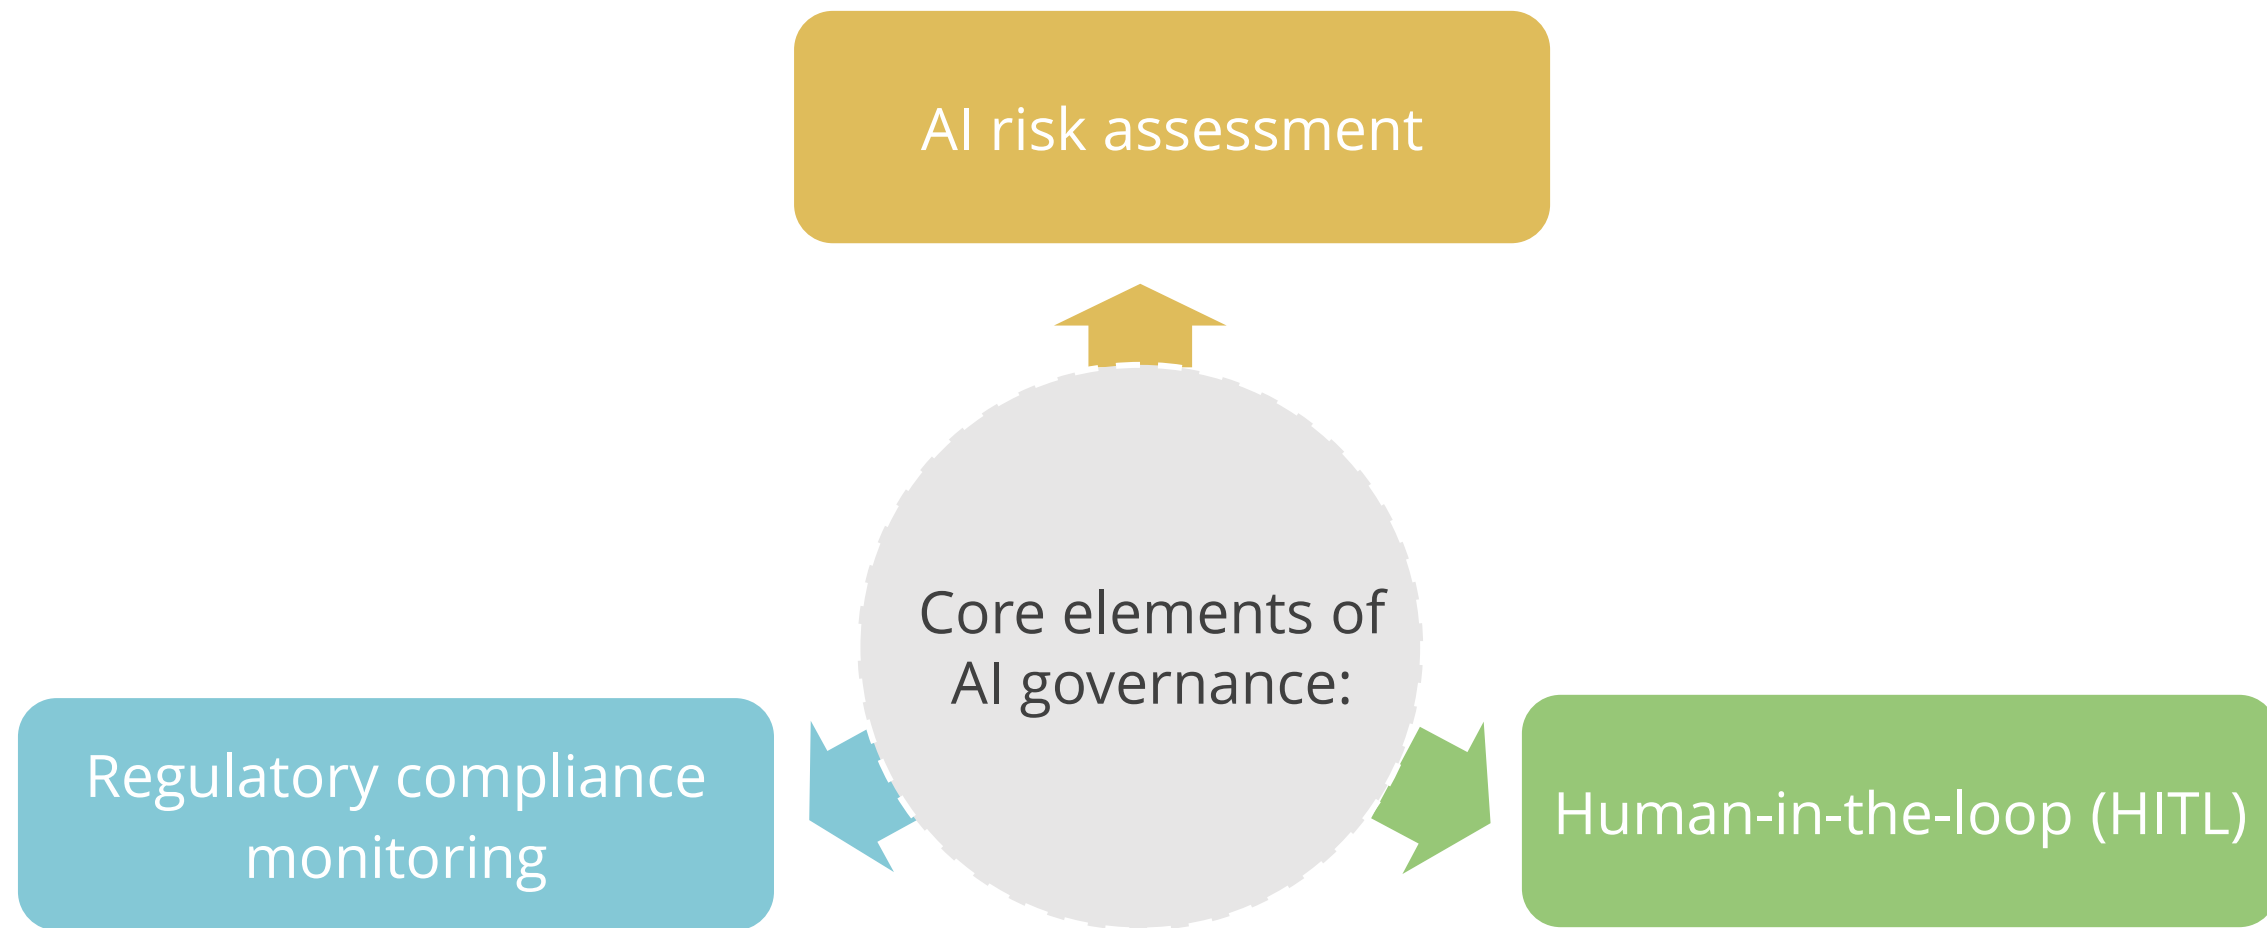 AI risk assessment
Core elements of
AI governance:
Regulatory compliance
monitoring
Human-in-the-loop (HITL)